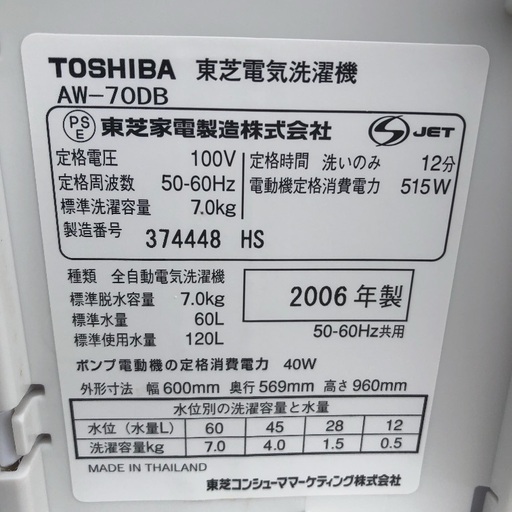 TOSHIBA 東芝電気洗濯機
AW-70DB
PSE 東芝家電製造株式会社 S JET
定格電圧 100V 定格時間 洗いのみ 12分
定格周波数 50-60Hz 電動機定格消費電力 515W
標準洗濯容量 7.0kg
製造番号 374448 HS
種類 全自動電気洗濯機
標準脱水容量 7.0kg 2006年製
標準水量 60L
標準使用水量 120L 50-60Hz共用
ポンプ電動機の定格消費電力 40W
外形寸法 幅600mm 奥行569mm 高さ960mm
水位別の洗濯容量と水量
水位(水量L) 60 45 28 12
洗濯容量kg 7.0 4.0 1.5 0.5
MADE IN THAILAND
東芝コンシューママーケティング株式会社